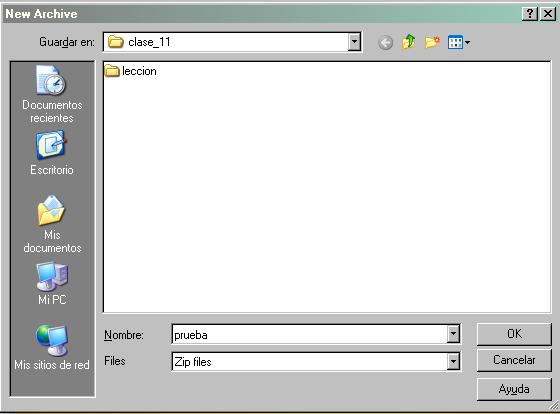 New Archive
Guardar en: clase_11
leccion
Documentos
recientes
Escritorio
Mis
documentos
Mi PC
Mis sitios de red
Nombre: prueba OK
Files Zip files Cancelar
Ayuda